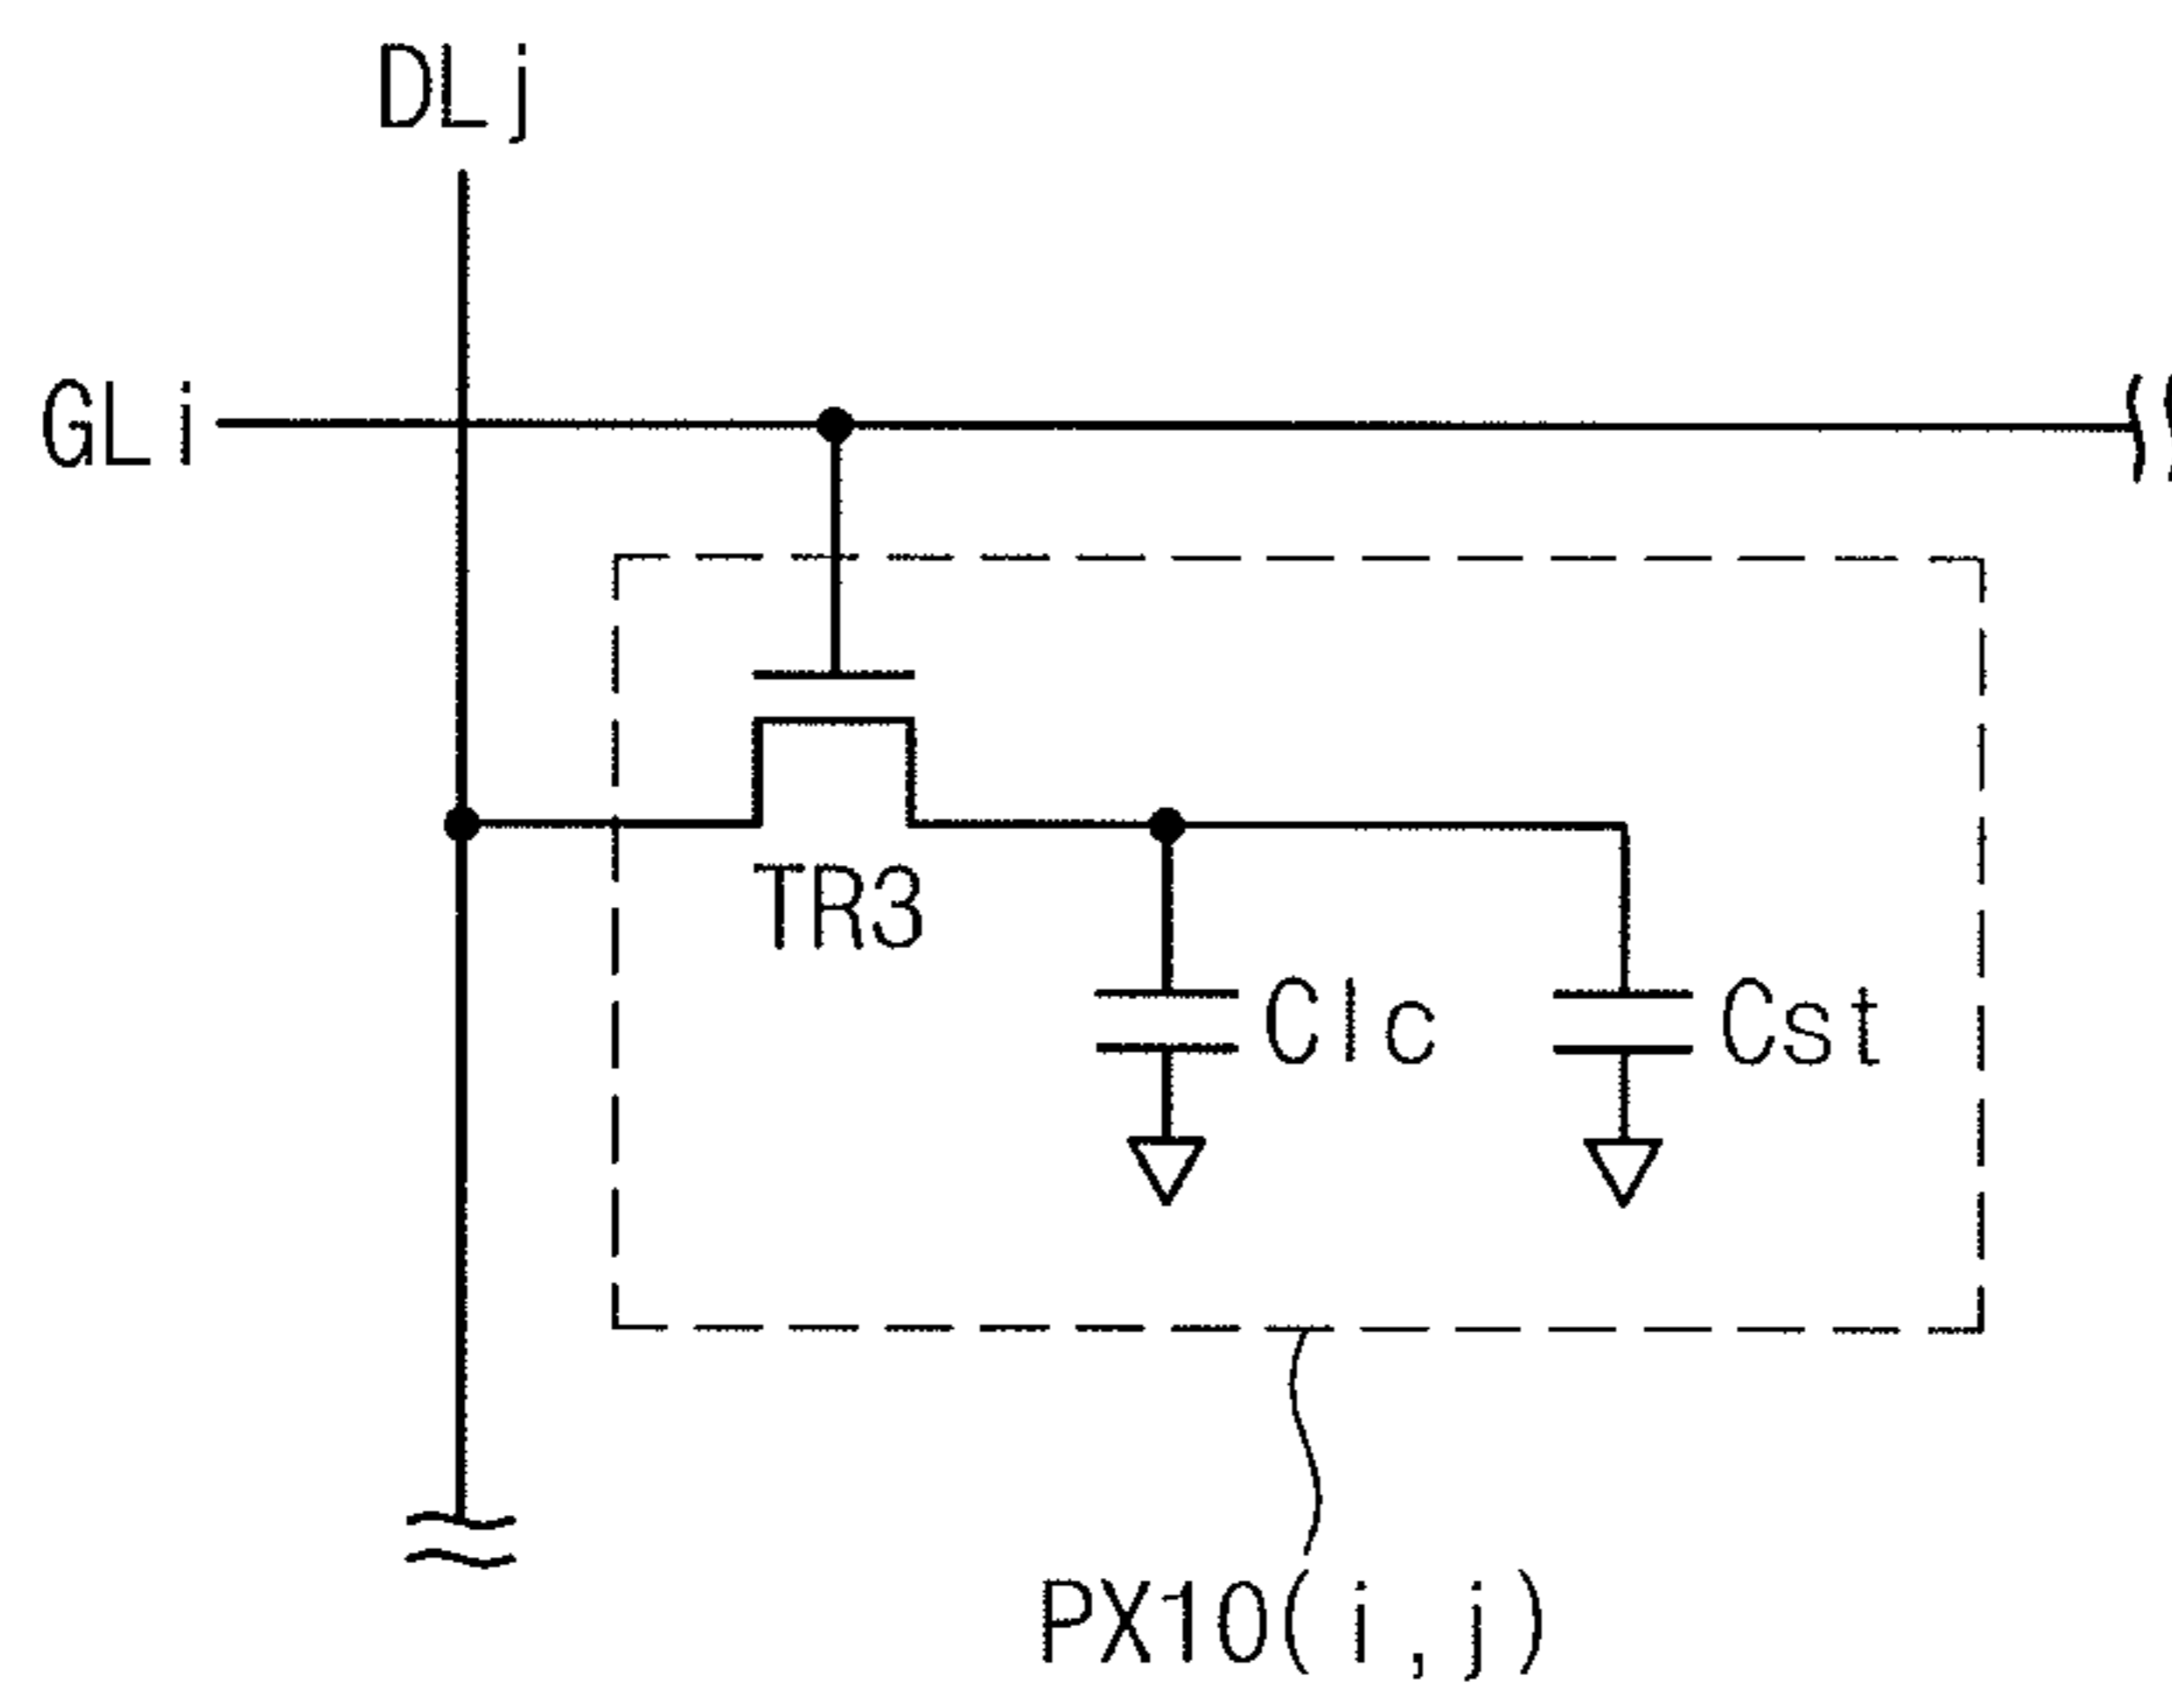 DLj
GLi
TR3
Clc
Cst
PX10(i,j)